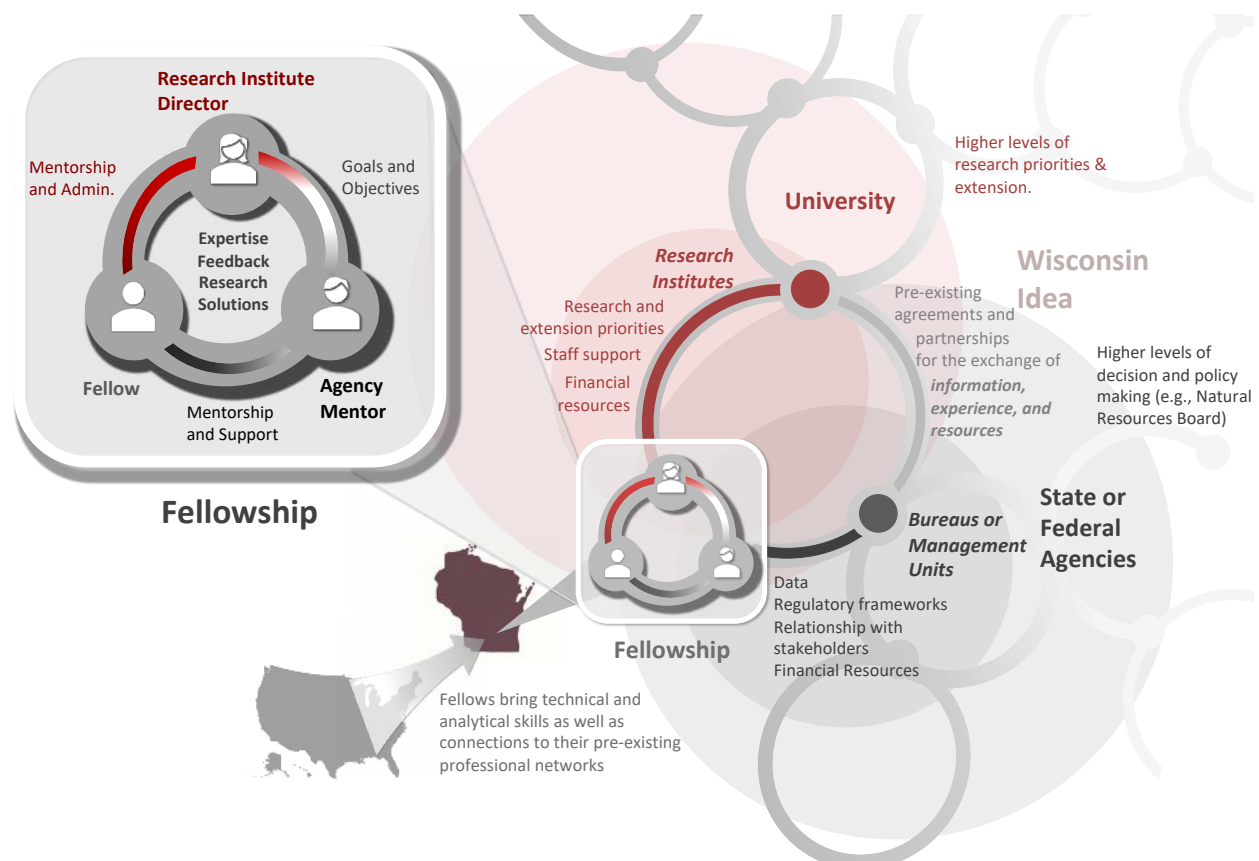 Research Institute
Director
Mentorship
and Admin.
Goals and
Objectives
Expertise
Feedback
Research
Solutions
Fellow
Agency
Mentor
Mentorship
and Support
Fellowship
University
Higher levels of
research priorities &
extension.
Research
Institutes
Wisconsin
Idea
Research and
extension priorities
Staff support
Financial
resources
Pre-existing
agreements and
partnerships
for the exchange of
information,
experience, and
resources
Higher levels of
decision and policy
making (e.g., Natural
Resources Board)
State or
Federal
Agencies
Bureaus or
Management
Units
Data
Regulatory frameworks
Relationship with
stakeholders
Financial Resources
Fellowship
Fellows bring technical and
analytical skills as well as
connections to their pre-existing
professional networks